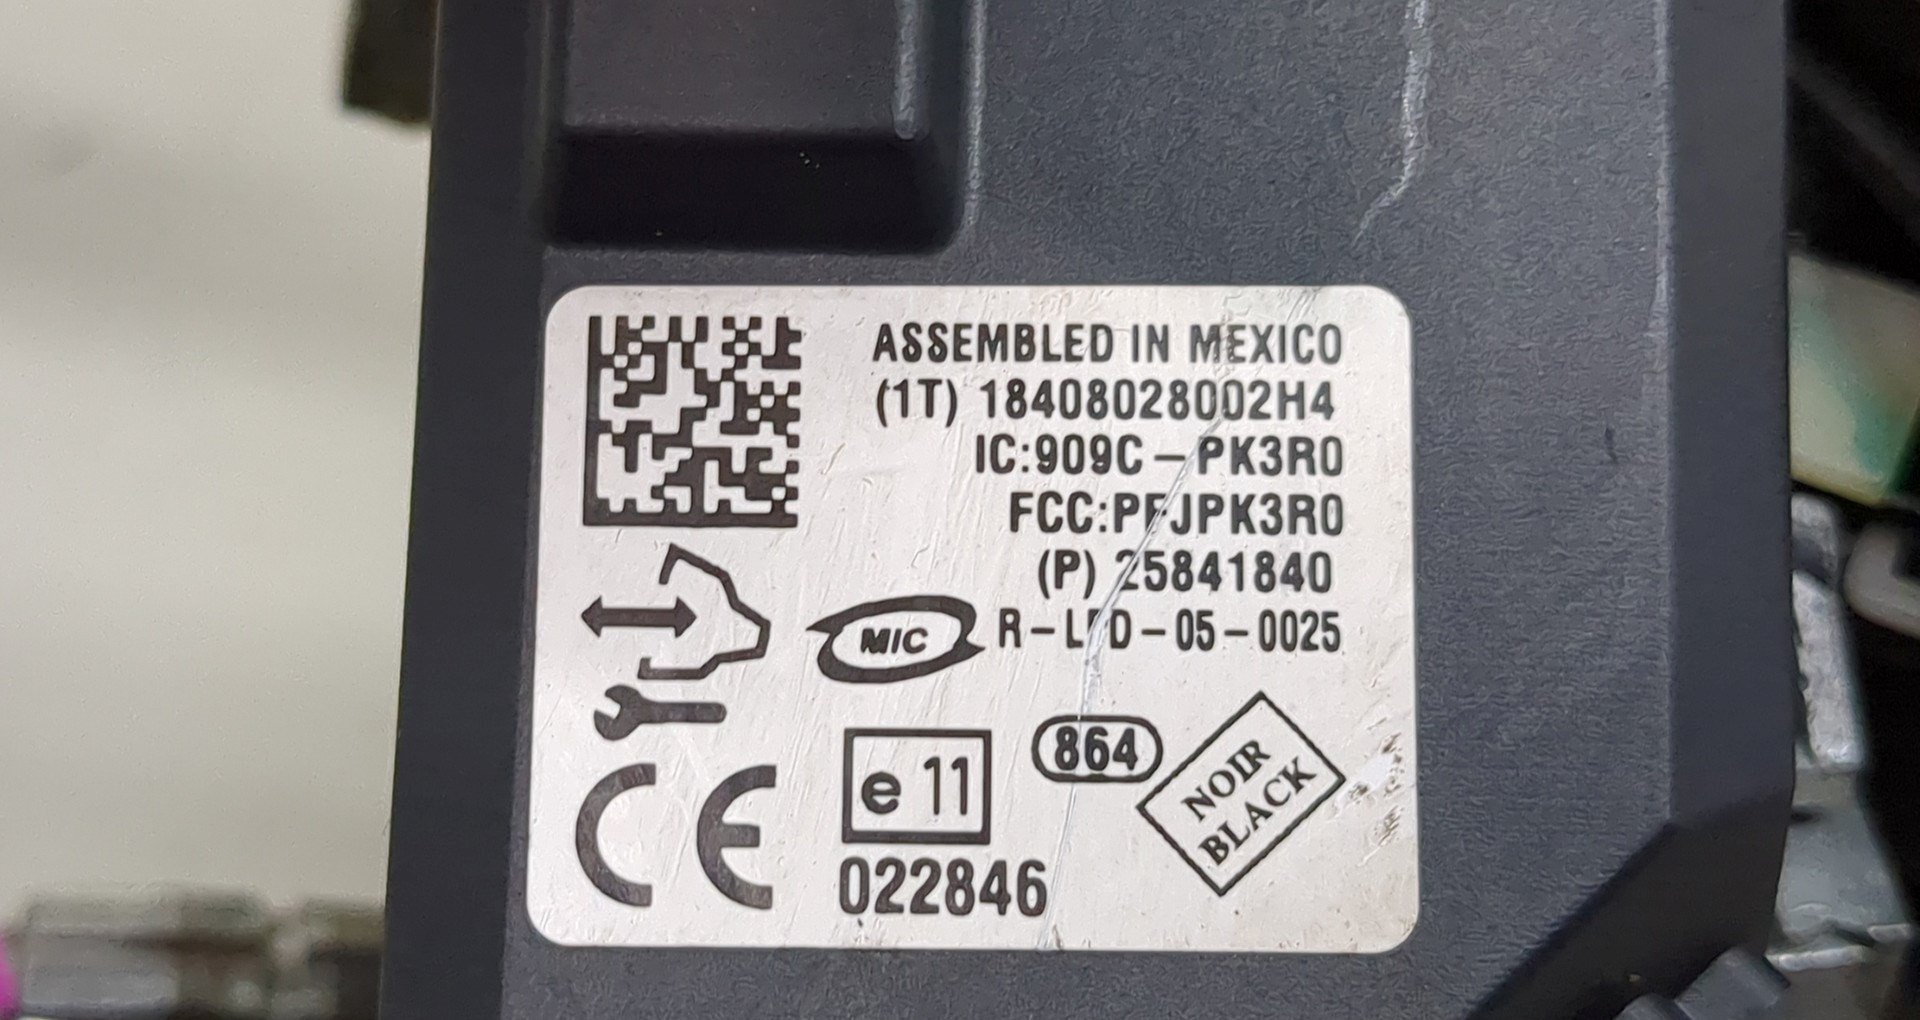 ASSEMBLED IN MEXICO
(1T) 18408028002H4
IC:909C-PK3R0
FCC:PFJPK3R0
(P) 25841840
MIC R-LPD-05-0025
864
NOIR
BLACK
CE
e 11
022846